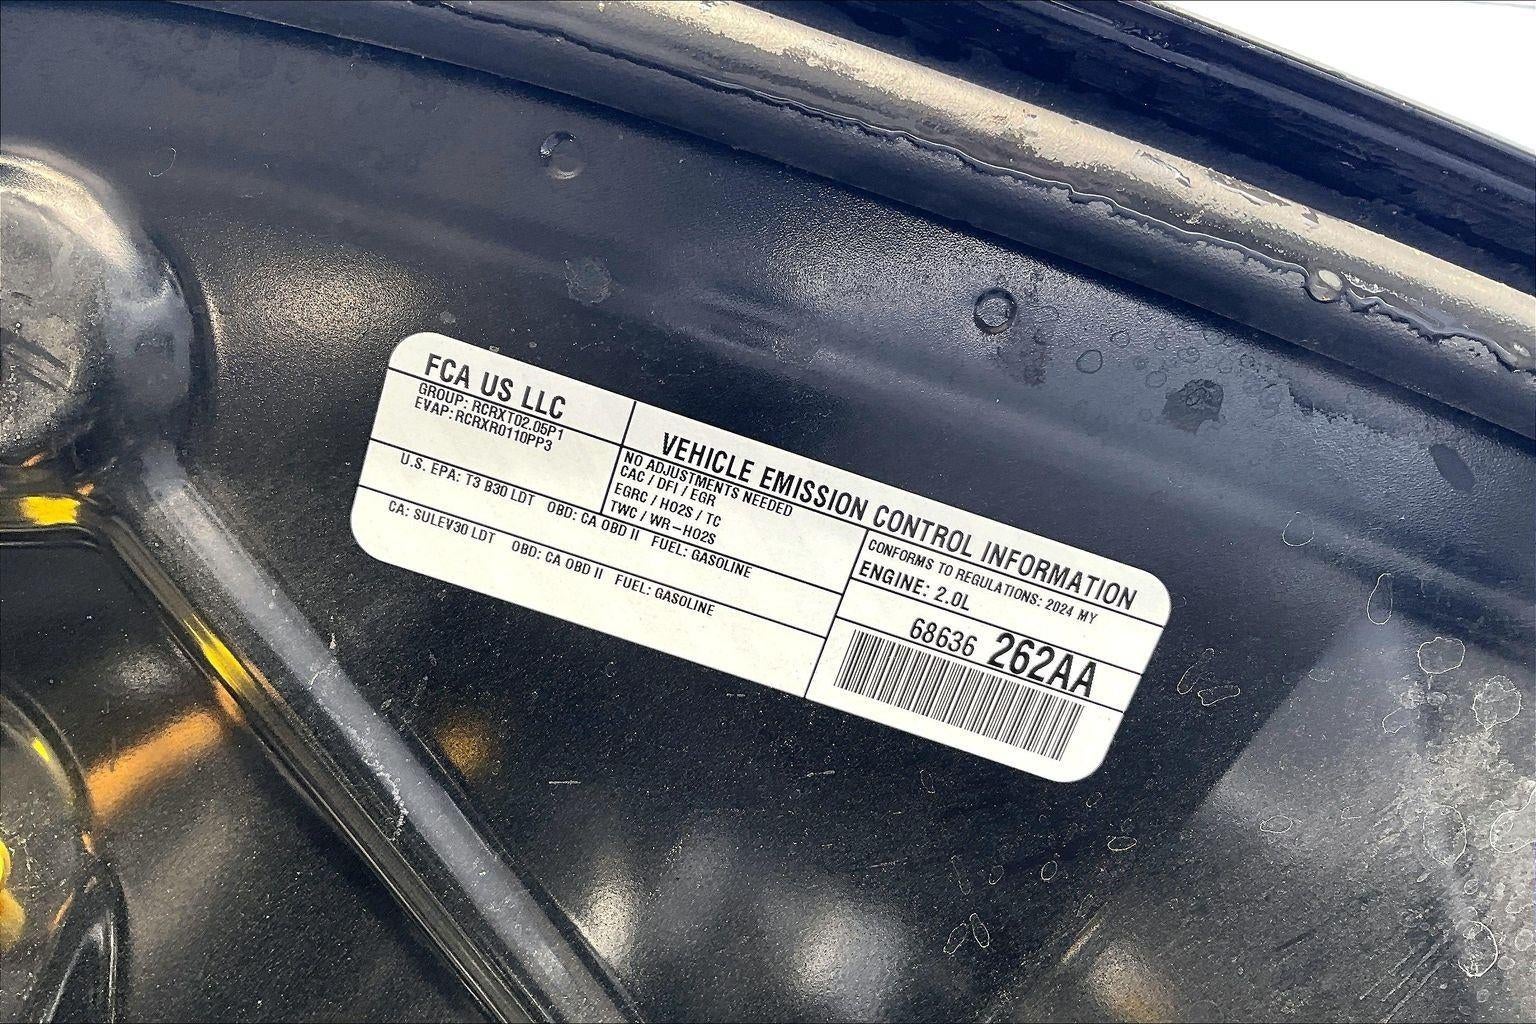 FCA US LLC
GROUP: RCRXT02.05P1
EVAP: RCRXR0110PP3
VEHICLE EMISSION CONTROL INFORMATION
NO ADJUSTMENTS NEEDED
CAC / DFI / EGR
EGRC / HO2S / TC
TWC / WR-HO2S
CONFORMS TO REGULATIONS: 2024 MY
ENGINE: 2.0L
U.S. EPA: T3 B30 LDT OBD: CA OBD II FUEL: GASOLINE
CA: SULEV30 LDT OBD: CA OBD II FUEL: GASOLINE
68636 262AA